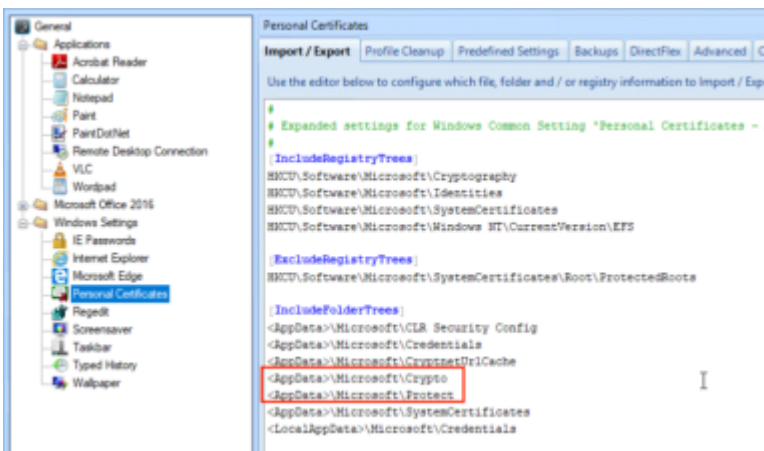 General
Applications
Acrobat Reader
Calculator
Notepad
Paint
PaintDotNet
Remote Desktop Connection
VLC
Wordpad
Microsoft Office 2016
Windows Settings
IE Passwords
Internet Explorer
Microsoft Edge
Personal Certificates
Regedit
Screensaver
Taskbar
Typed History
Wallpaper
Personal Certificates
Import / Export Profile Cleanup Predefined Settings Backups DirectFlex Advanced
Use the editor below to configure which file, folder and / or registry information to Import /
#
# Expanded settings for Windows Common Setting "Personal Certificates -
#
[IncludeRegistryTrees]
HKCU\Software\Microsoft\Cryptography
HKCU\Software\Microsoft\Identities
HKCU\Software\Microsoft\SystemCertificates
HKCU\Software\Microsoft\Windows NT\CurrentVersion\EFS
[ExcludeRegistryTrees]
HKCU\Software\Microsoft\SystemCertificates\Root\ProtectedRoots
[IncludeFolderTrees]
<AppData>\Microsoft\CLR Security Config
<AppData>\Microsoft\Credentials
<AppData>\Microsoft\CryptnetUrlCache
<AppData>\Microsoft\Crypto
<AppData>\Microsoft\Protect
<AppData>\Microsoft\SystemCertificates
<LocalAppData>\Microsoft\Credentials